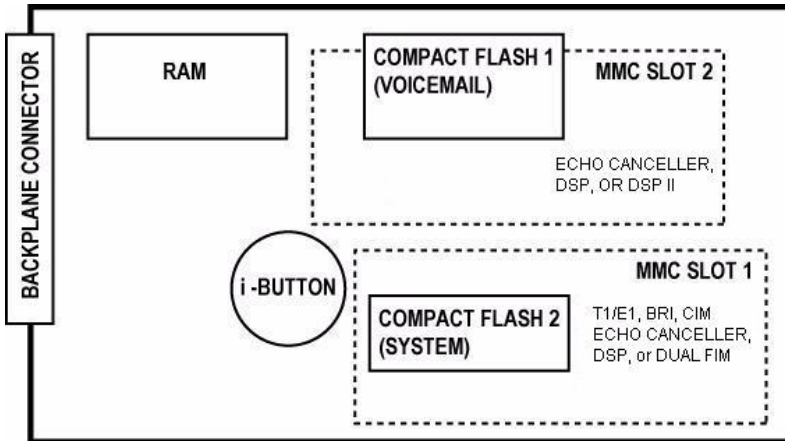 BACKPLANE CONNECTOR
RAM
COMPACT FLASH 1
(VOICEMAIL)
MMC SLOT 2
ECHO CANCELLER,
DSP, OR DSP II
i -BUTTON
MMC SLOT 1
COMPACT FLASH 2
(SYSTEM)
T1/E1, BRI, CIM
ECHO CANCELLER,
DSP, or DUAL FIM